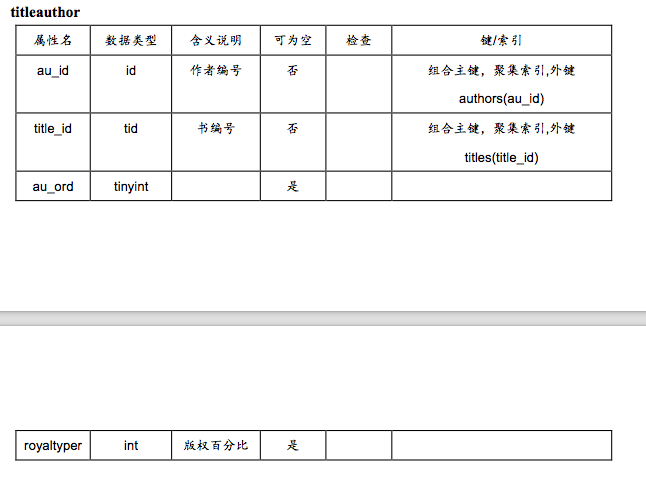 titleauthor
属性名 数据类型 含义说明 可为空 检查 键/索引
au_id id 作者编号 否 组合主键，聚集索引,外键
authors(au_id)
title_id tid 书编号 否 组合主键，聚集索引,外键
titles(title_id)
au_ord tinyint 是
royaltyper int 版权百分比 是